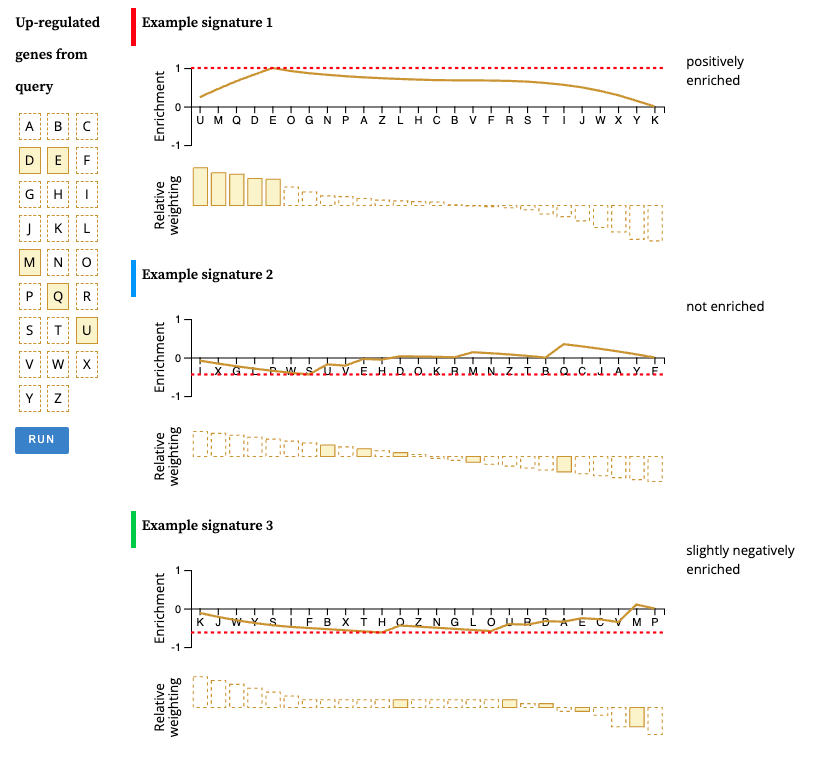 Up-regulated
genes from
query
A B C
D E F
G H I
J K L
M N O
P Q R
S T U
V W X
Y Z
RUN
Example signature 1
positively
enriched
Enrichment
1
0
-1
U M Q D E O G N P A Z L H C B V F R S T I J W X Y K
Relative
weighting
Example signature 2
not enriched
Enrichment
1
0
-1
I X G L P W S U V E H D O K R M N Z T B Q C J A Y F
Relative
weighting
Example signature 3
slightly negatively
enriched
Enrichment
1
0
-1
K J W Y S I F B X T H Q Z N G L O U R D A E C V M P
Relative
weighting